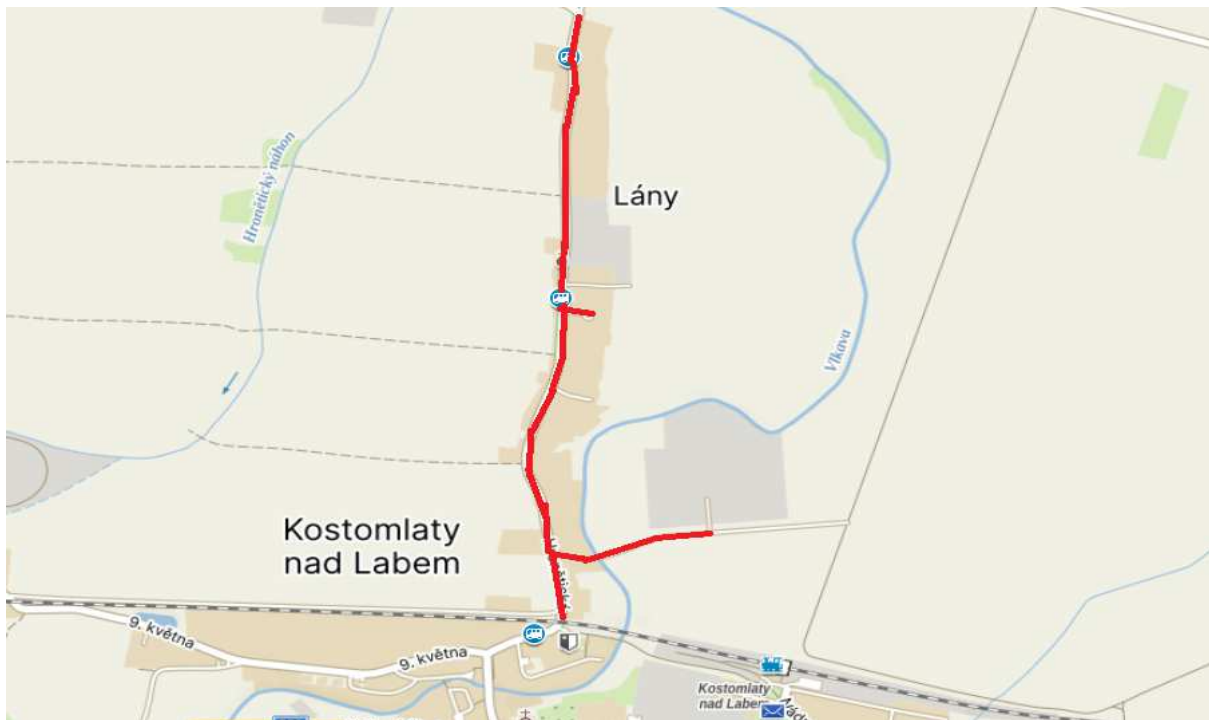 Hronětický náhon
Lány
Vlkava
Kostomlaty
nad Labem
9. května
9. května
Kostomlaty
nad Labem